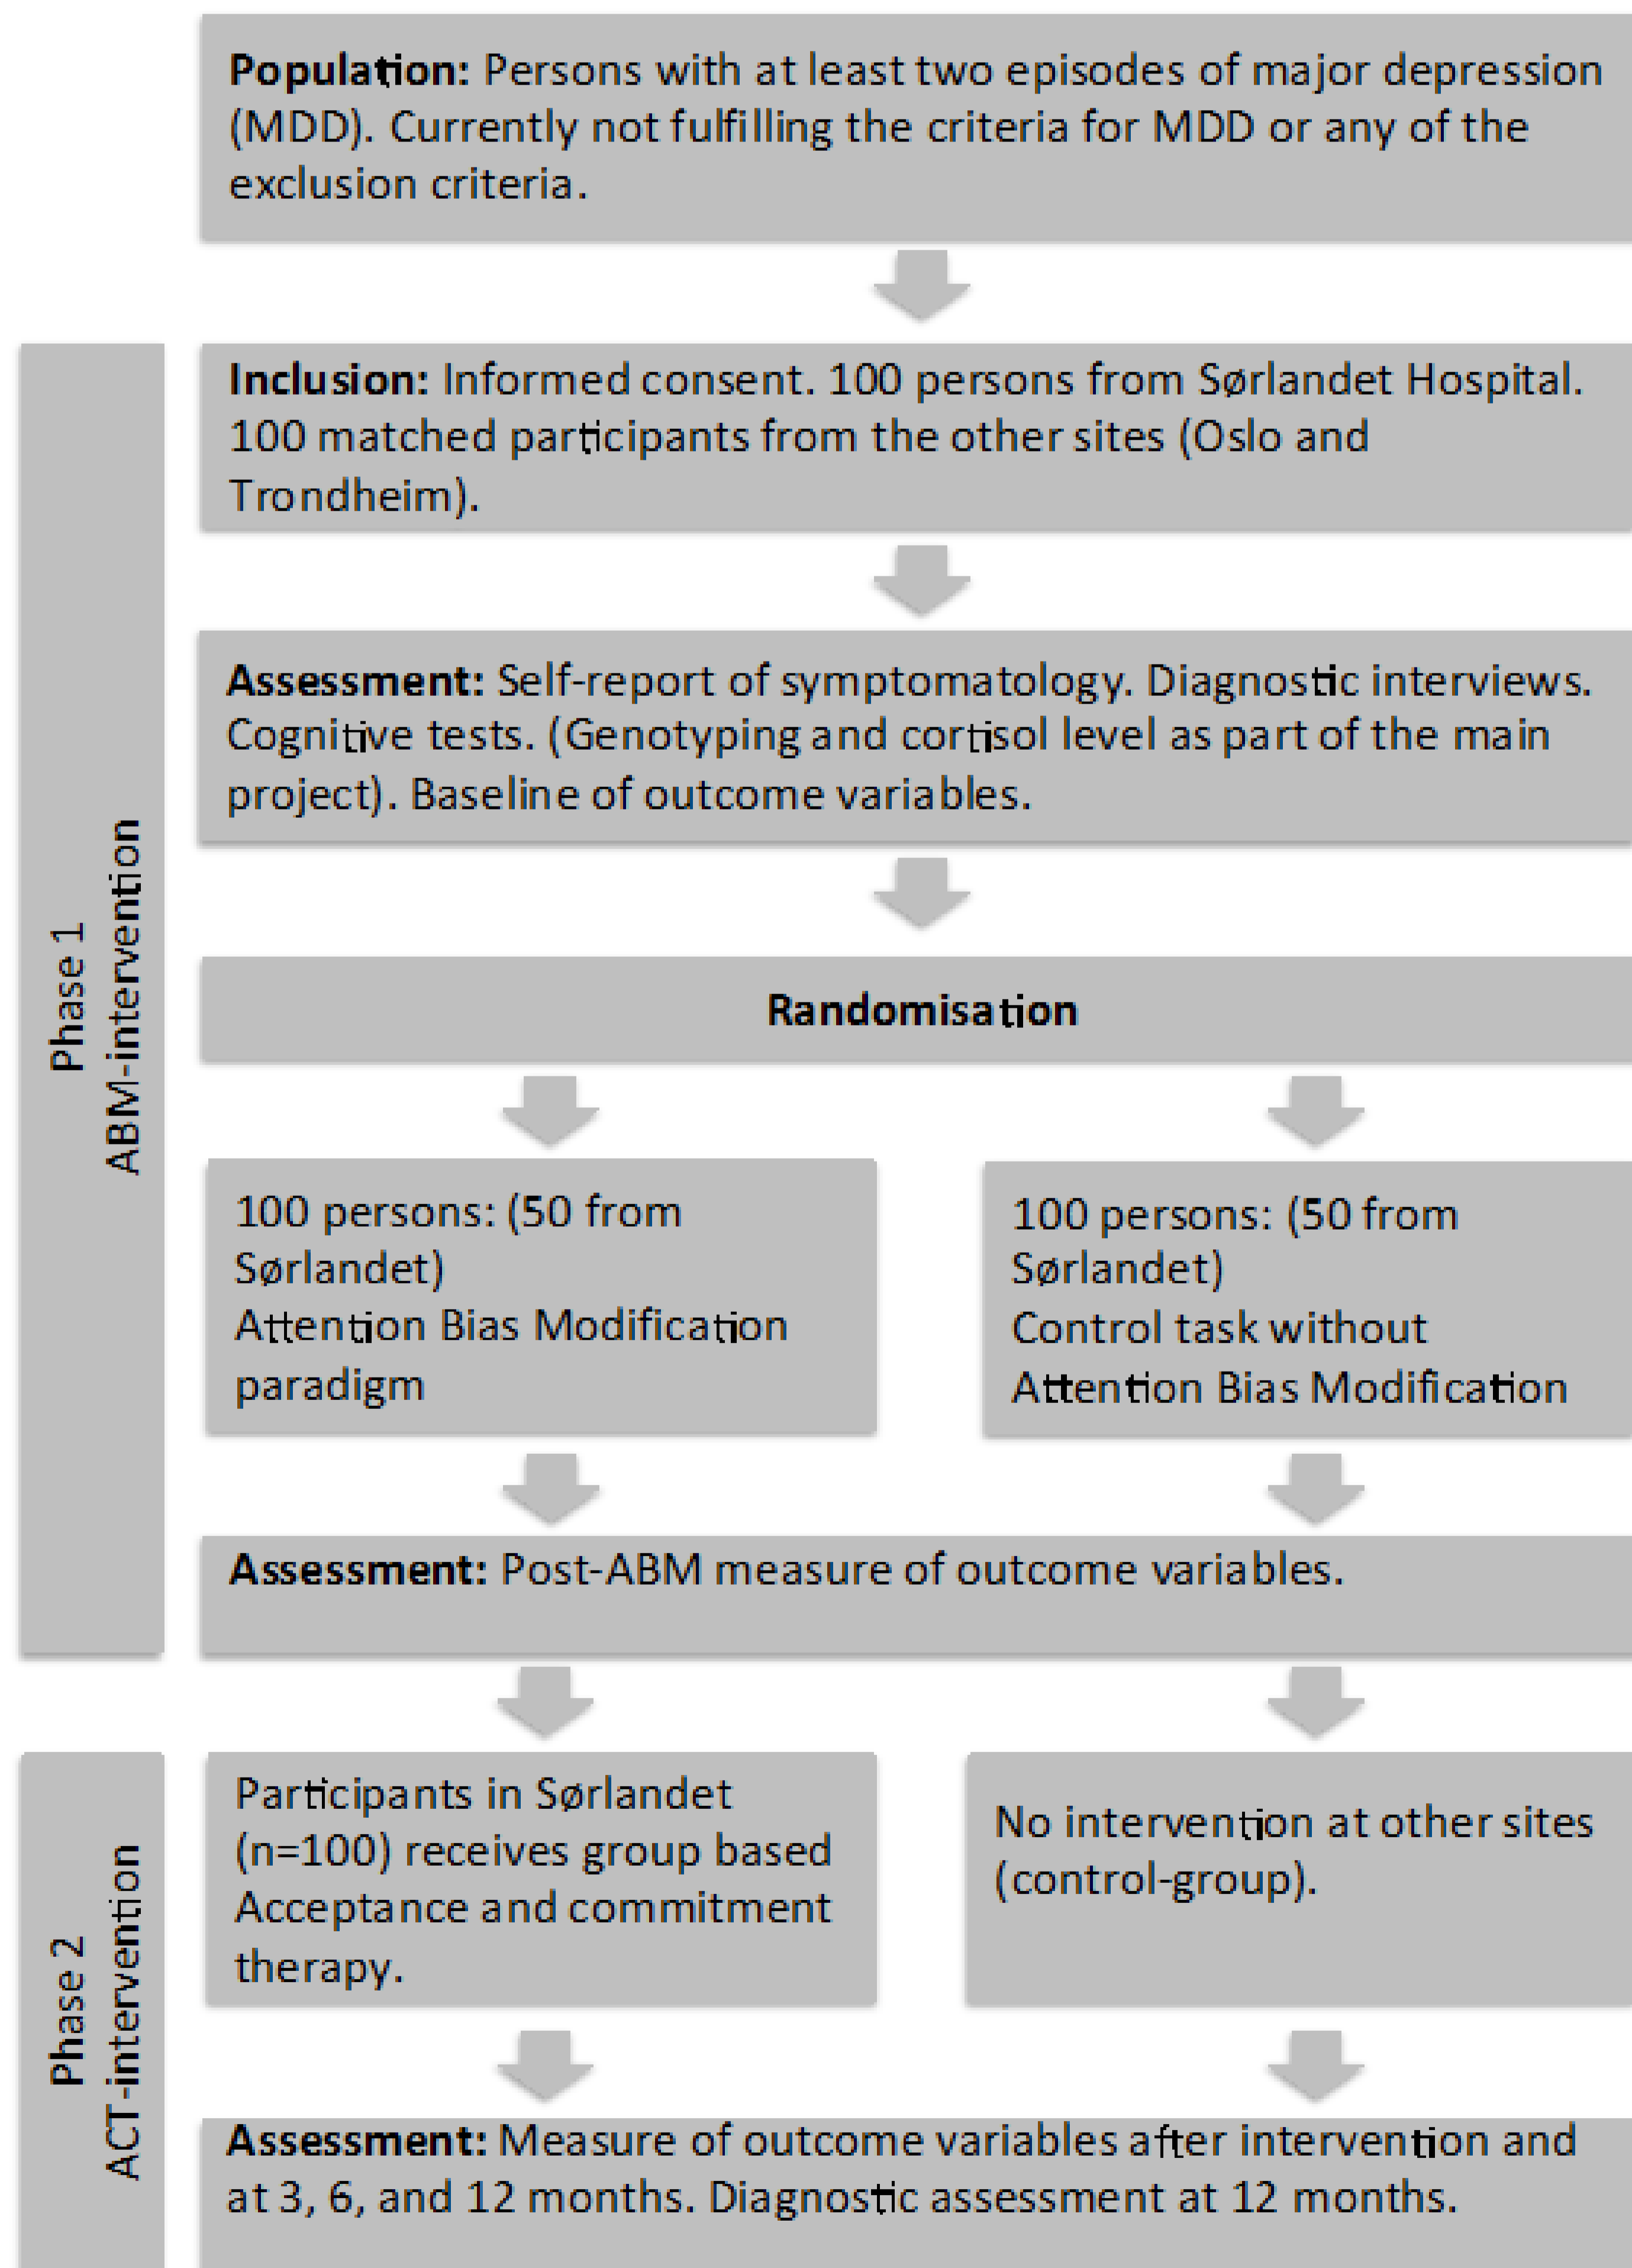 Population: Persons with at least two episodes of major depression
(MDD). Currently not fulfilling the criteria for MDD or any of the
exclusion criteria.
Phase 1
ABM-intervention
Inclusion: Informed consent. 100 persons from Sørlandet Hospital.
100 matched participants from the other sites (Oslo and
Trondheim).
Assessment: Self-report of symptomatology. Diagnostic interviews.
Cognitive tests. (Genotyping and cortisol level as part of the main
project). Baseline of outcome variables.
Randomisation
100 persons: (50 from
Sørlandet)
Attention Bias Modification
paradigm
100 persons: (50 from
Sørlandet)
Control task without
Attention Bias Modification
Assessment: Post-ABM measure of outcome variables.
Phase 2
ACT-intervention
Participants in Sørlandet
(n=100) receives group based
Acceptance and commitment
therapy.
No intervention at other sites
(control-group).
Assessment: Measure of outcome variables after intervention and
at 3, 6, and 12 months. Diagnostic assessment at 12 months.